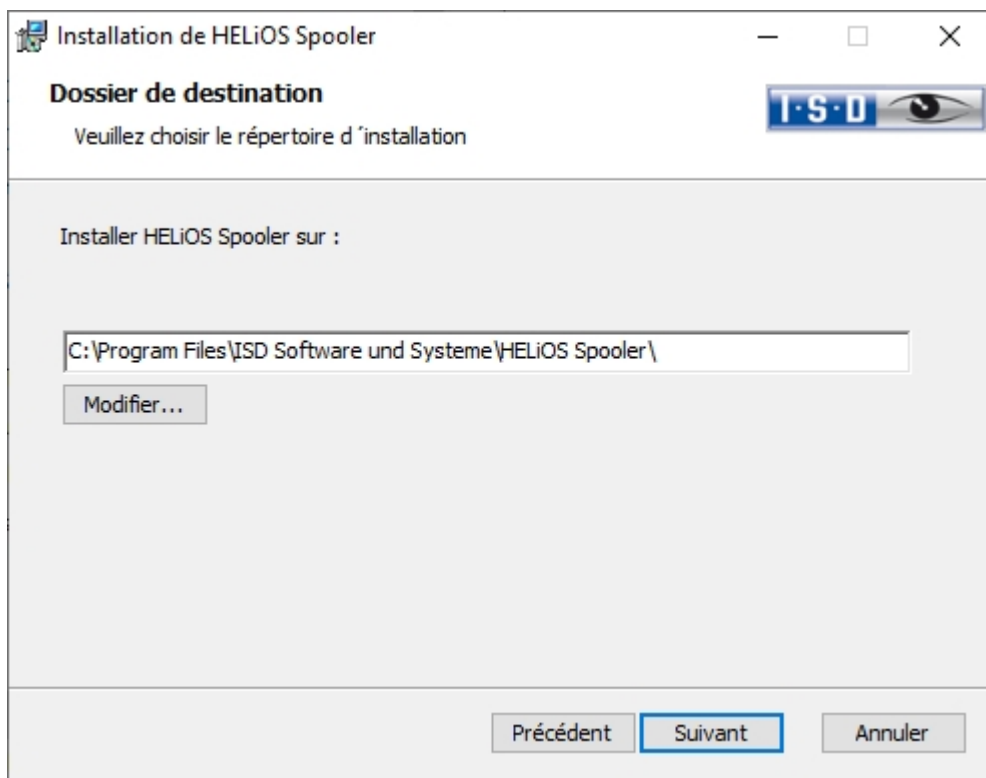 Installation de HELiOS Spooler
Dossier de destination
I·S·D
Veuillez choisir le répertoire d ´installation
Installer HELiOS Spooler sur :
C:\Program Files\ISD Software und Systeme\HELiOS Spooler\
Modifier...
Précédent
Suivant
Annuler